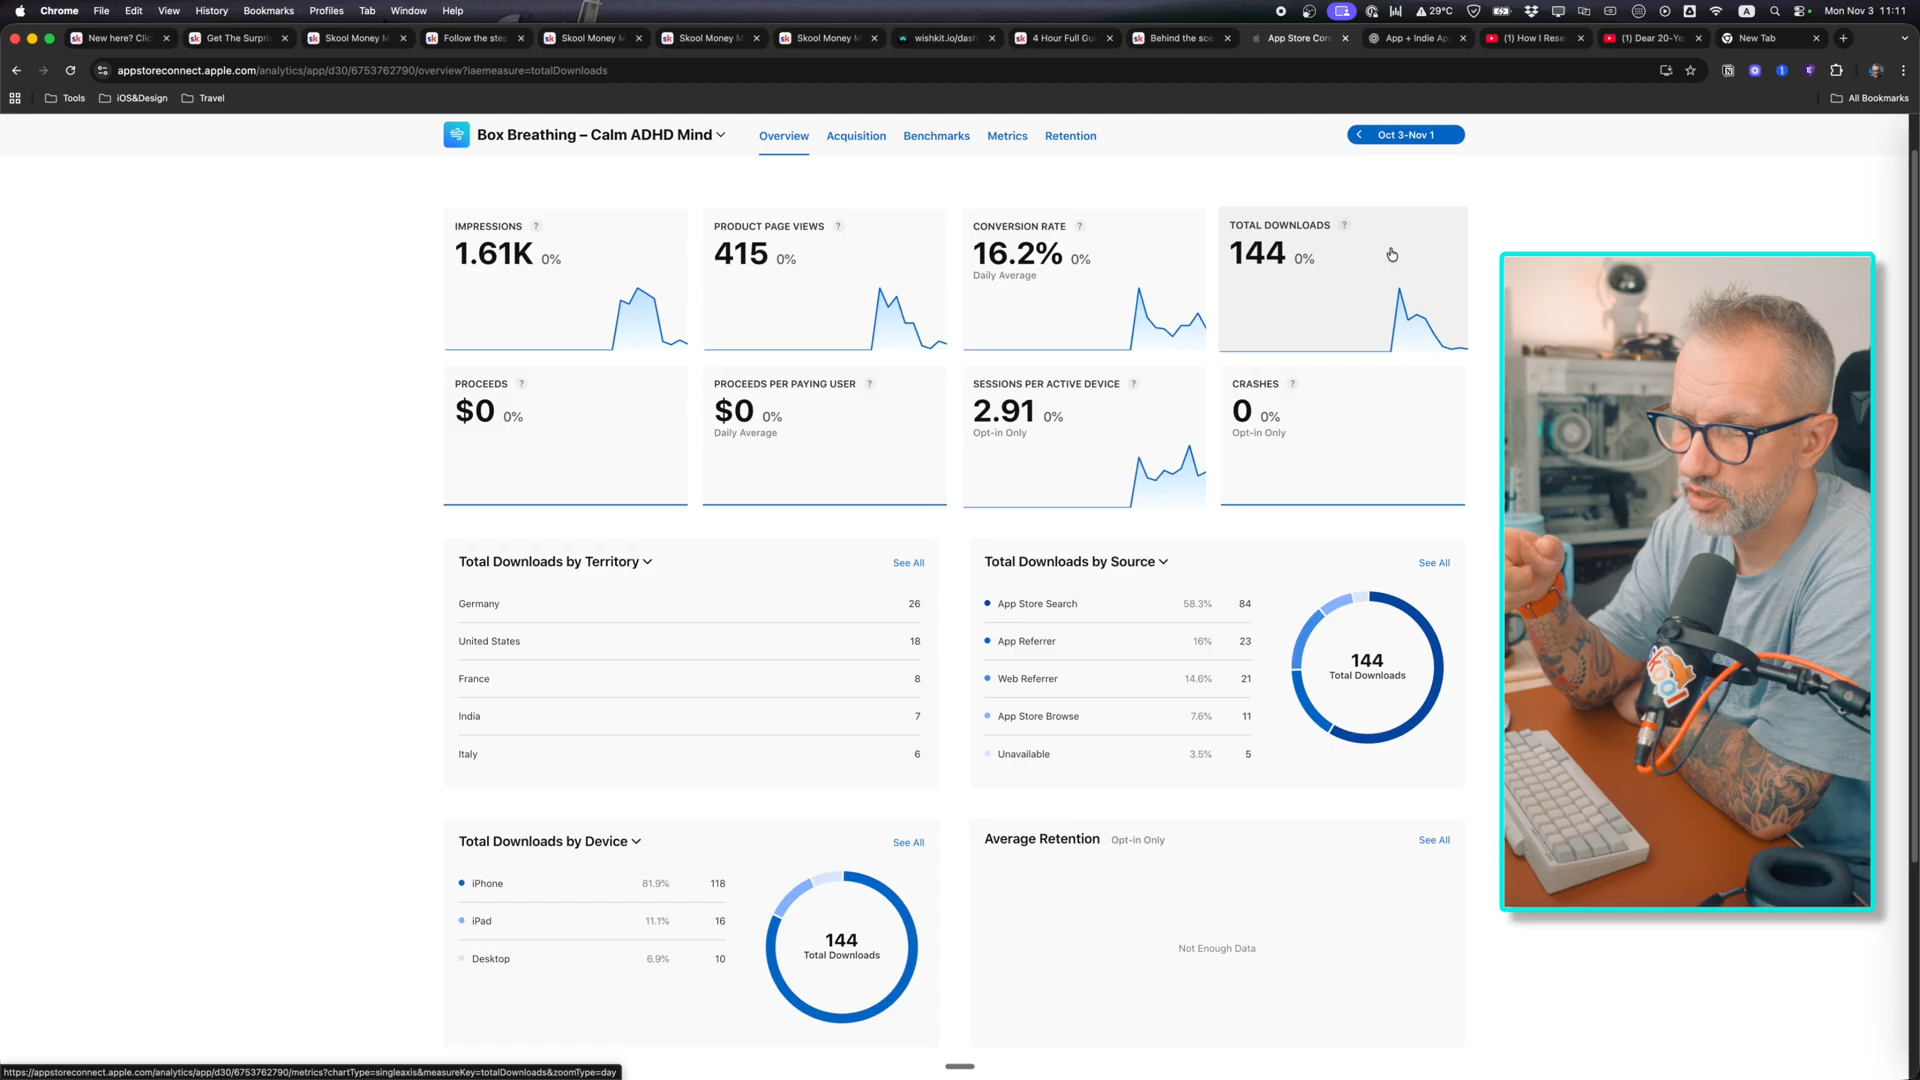 Chrome File Edit View History Bookmarks Profiles Tab Window Help
29°C A Mon Nov 3 11:11
New here? Clic Get The Surpri Skool Money M Follow the step Skool Money M Skool Money M Skool Money M wishkit.io/dash 4 Hour Full Gu Behind the sce App Store Con App + Indie Ap (1) How I Rese (1) Dear 20-Ye New Tab
appstoreconnect.apple.com/analytics/app/d30/6753762790/overview?iaemeasure=totalDownloads
Tools iOS&Design Travel All Bookmarks
Box Breathing – Calm ADHD Mind Overview Acquisition Benchmarks Metrics Retention Oct 3-Nov 1
IMPRESSIONS ?
1.61K 0%
PRODUCT PAGE VIEWS ?
415 0%
CONVERSION RATE ?
16.2% 0%
Daily Average
TOTAL DOWNLOADS ?
144 0%
PROCEEDS ?
$0 0%
PROCEEDS PER PAYING USER ?
$0 0%
Daily Average
SESSIONS PER ACTIVE DEVICE ?
2.91 0%
Opt-in Only
CRASHES ?
0 0%
Opt-in Only
Total Downloads by Territory See All
Germany 26
United States 18
France 8
India 7
Italy 6
Total Downloads by Source See All
App Store Search 58.3% 84
App Referrer 16% 23
Web Referrer 14.6% 21
App Store Browse 7.6% 11
Unavailable 3.5% 5
144
Total Downloads
Total Downloads by Device See All
iPhone 81.9% 118
iPad 11.1% 16
Desktop 6.9% 10
144
Total Downloads
Average Retention Opt-in Only See All
Not Enough Data
skool
https://appstoreconnect.apple.com/analytics/app/d30/6753762790/metrics?chartType=singleaxis&measureKey=totalDownloads&zoomType=day